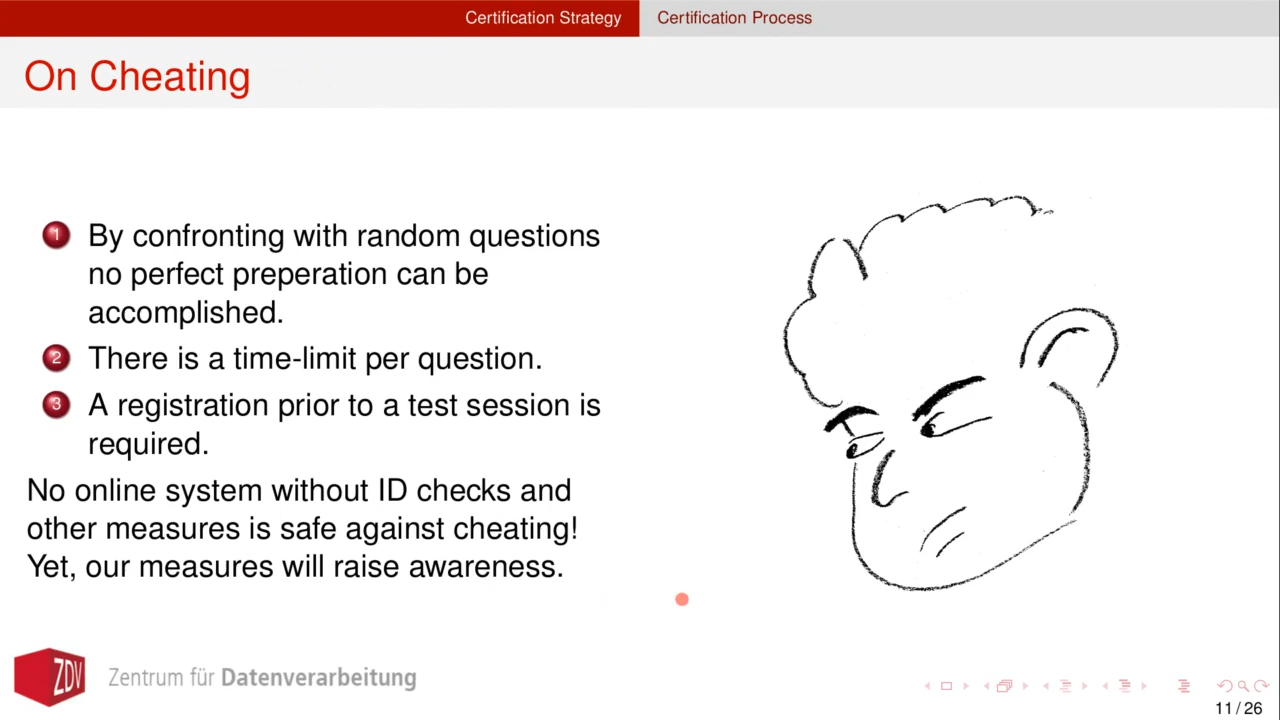 Certification Strategy Certification Process
On Cheating
1 By confronting with random questions
no perfect preperation can be
accomplished.
2 There is a time-limit per question.
3 A registration prior to a test session is
required.
No online system without ID checks and
other measures is safe against cheating!
Yet, our measures will raise awareness.
ZDV Zentrum für Datenverarbeitung
11 / 26